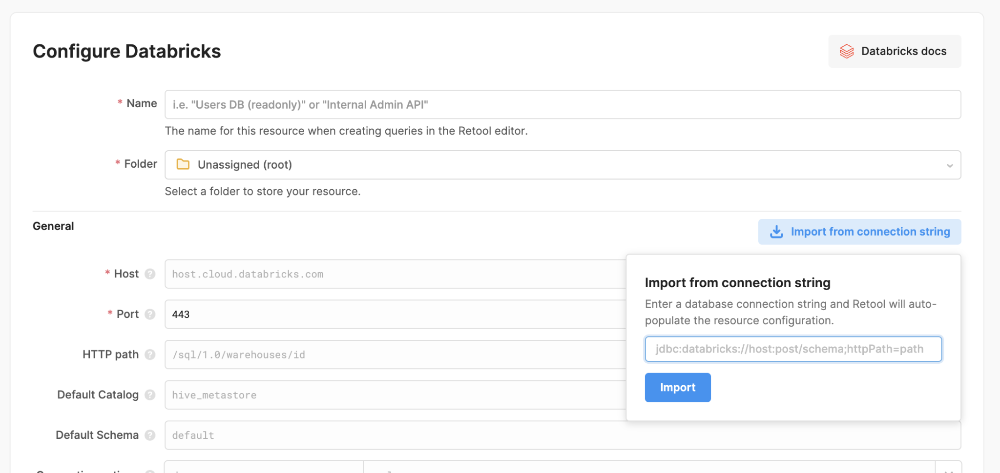 Configure Databricks
Databricks docs
* Name
i.e. "Users DB (readonly)" or "Internal Admin API"
The name for this resource when creating queries in the Retool editor.
* Folder
Unassigned (root)
Select a folder to store your resource.
General
Import from connection string
* Host ?
host.cloud.databricks.com
Import from connection string
Enter a database connection string and Retool will auto-
populate the resource configuration.
jdbc:databricks://host:post/schema;httpPath=path
Import
* Port ?
443
HTTP path ?
/sql/1.0/warehouses/id
Default Catalog ?
hive_metastore
Default Schema ?
default